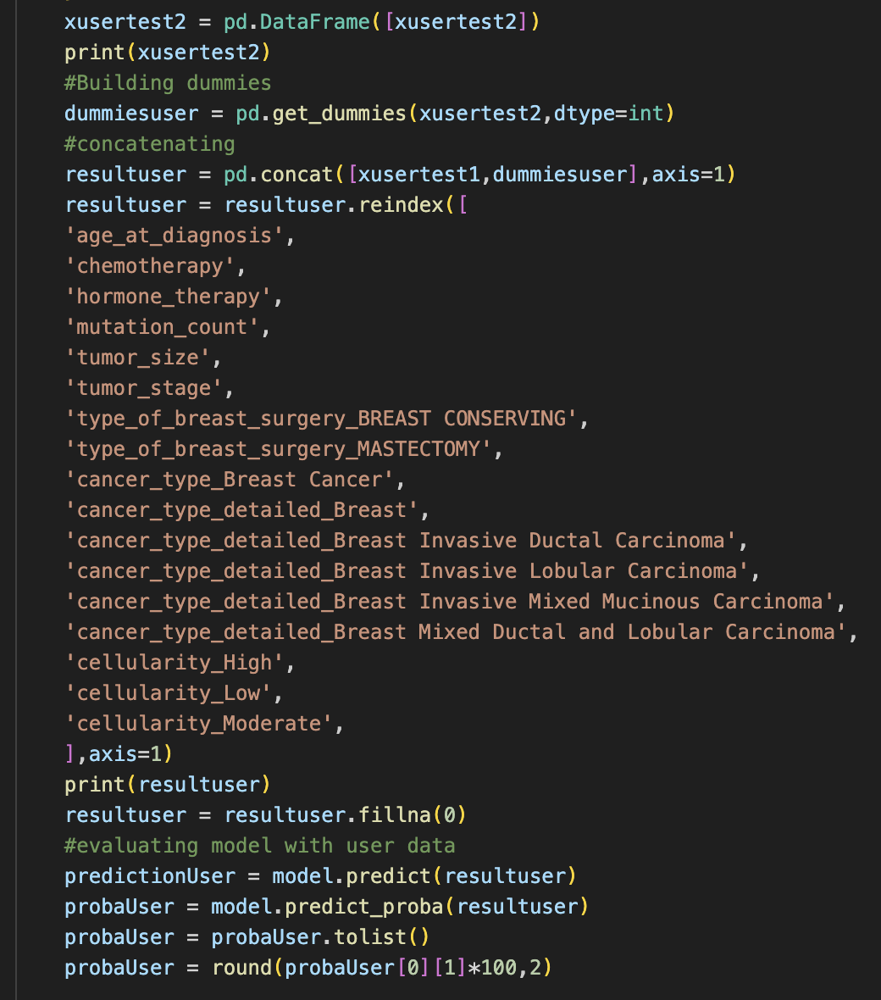 xusertest2 = pd.DataFrame([xusertest2])
print(xusertest2)
#Building dummies
dummiesuser = pd.get_dummies(xusertest2,dtype=int)
#concatenating
resultuser = pd.concat([xusertest1,dummiesuser],axis=1)
resultuser = resultuser.reindex([
'age_at_diagnosis',
'chemotherapy',
'hormone_therapy',
'mutation_count',
'tumor_size',
'tumor_stage',
'type_of_breast_surgery_BREAST CONSERVING',
'type_of_breast_surgery_MASTECTOMY',
'cancer_type_Breast Cancer',
'cancer_type_detailed_Breast',
'cancer_type_detailed_Breast Invasive Ductal Carcinoma',
'cancer_type_detailed_Breast Invasive Lobular Carcinoma',
'cancer_type_detailed_Breast Invasive Mixed Mucinous Carcinoma',
'cancer_type_detailed_Breast Mixed Ductal and Lobular Carcinoma',
'cellularity_High',
'cellularity_Low',
'cellularity_Moderate',
],axis=1)
print(resultuser)
resultuser = resultuser.fillna(0)
#evaluating model with user data
predictionUser = model.predict(resultuser)
probaUser = model.predict_proba(resultuser)
probaUser = probaUser.tolist()
probaUser = round(probaUser[0][1]*100,2)